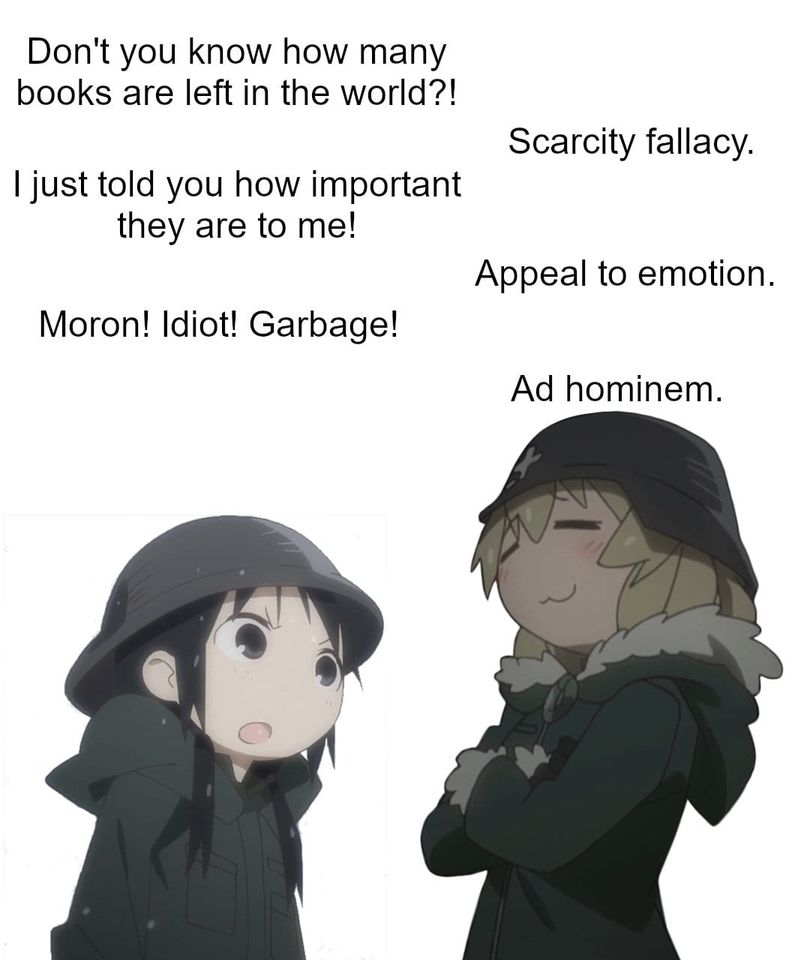 Don't you know how many
books are left in the world?!
Scarcity fallacy.
I just told you how important
they are to me!
Appeal to emotion.
Moron! Idiot! Garbage!
Ad hominem.